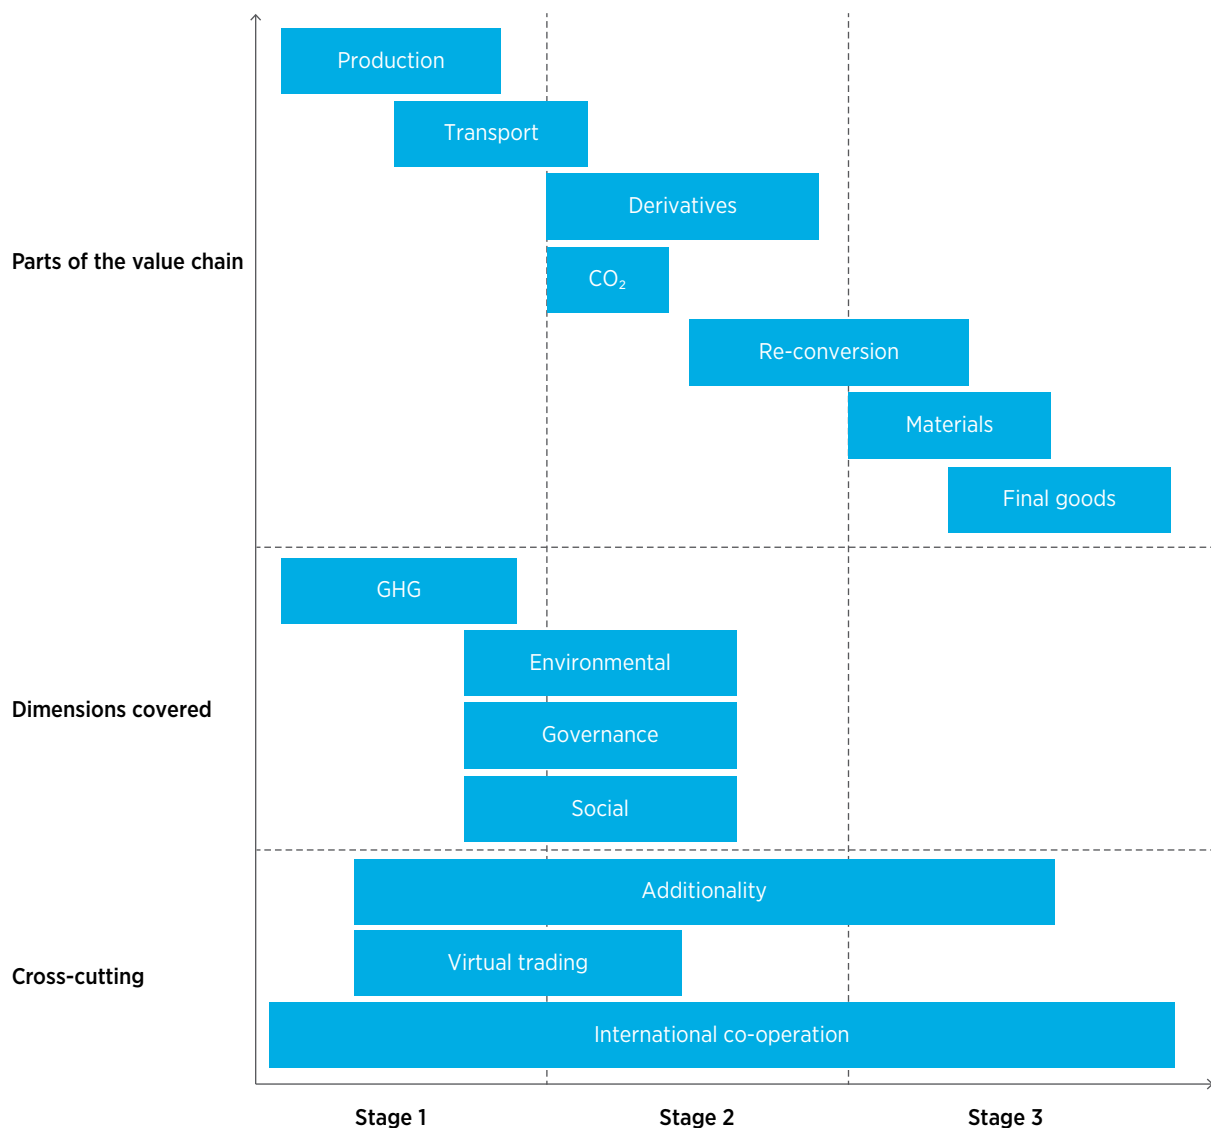 Production
Transport
Derivatives
CO₂
Parts of the value chain
Re-conversion
Materials
Final goods
GHG
Environmental
Dimensions covered
Governance
Social
Additionality
Virtual trading
Cross-cutting
International co-operation
Stage 1
Stage 2
Stage 3